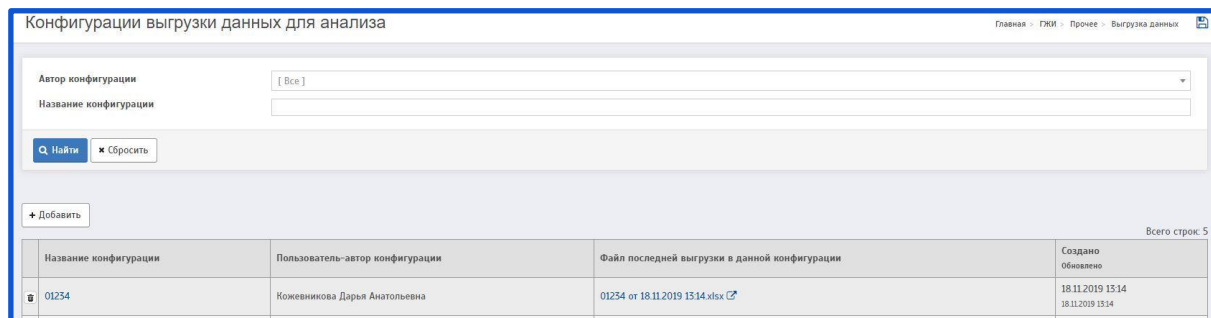 Конфигурации выгрузки данных для анализа
Главная > ГЖИ > Прочее > Выгрузка данных
Автор конфигурации
[ Все ]
Название конфигурации
Найти
× Сбросить
+ Добавить
Всего строк: 5
Название конфигурации
Пользователь-автор конфигурации
Файл последней выгрузки в данной конфигурации
Создано
Обновлено
01234
Кожевникова Дарья Анатольевна
01234 от 18.11.2019 13:14.xlsx
18.11.2019 13:14
18.11.2019 13:14